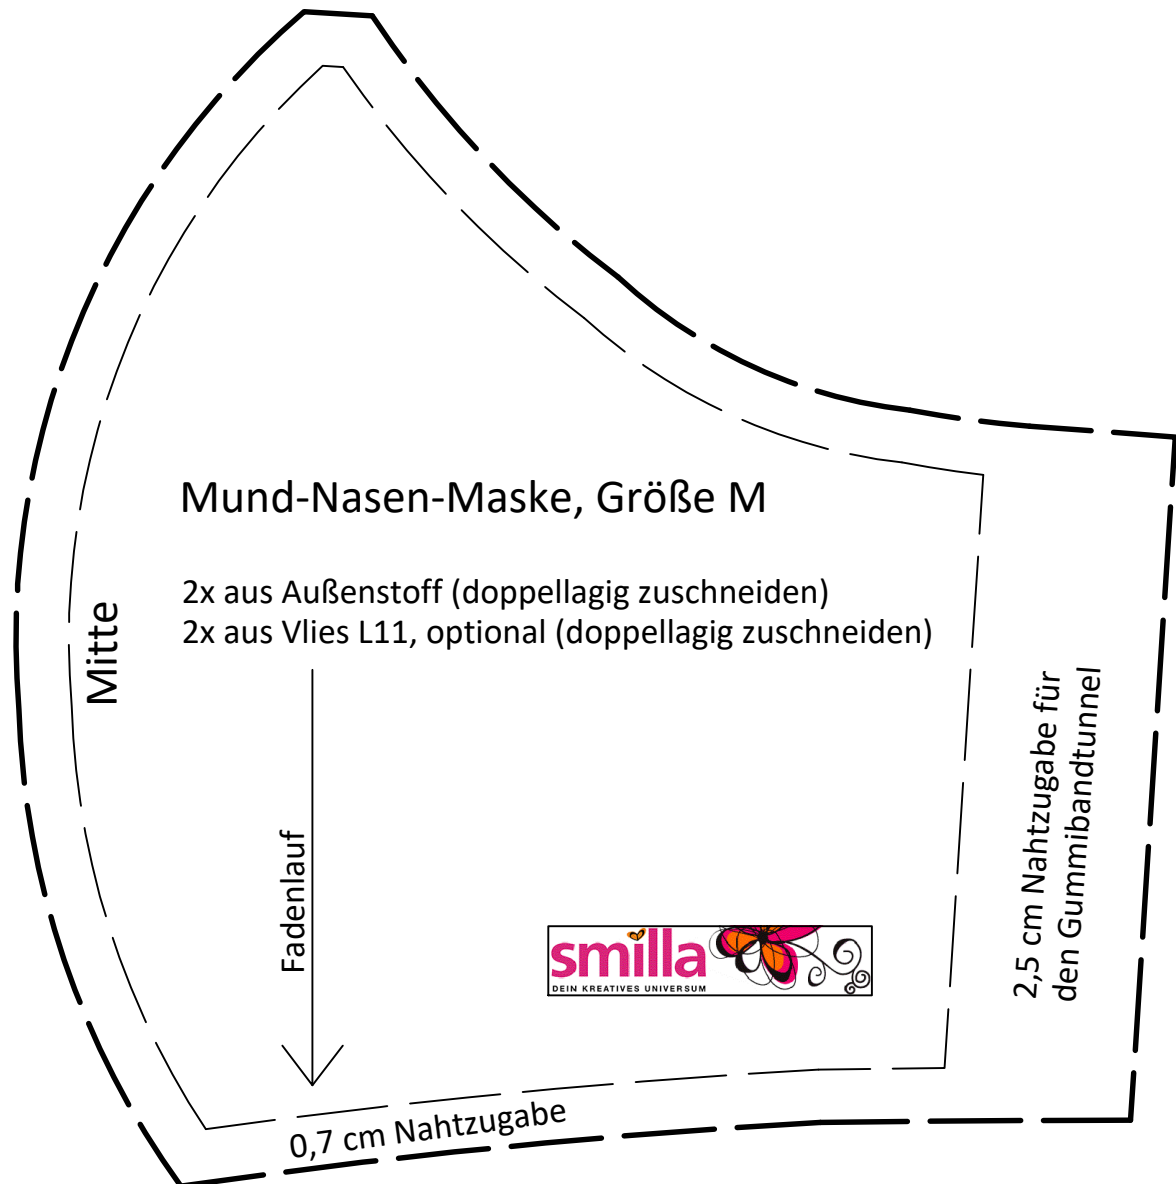 Mund-Nasen-Maske, Größe M
2x aus Außenstoff (doppellagig zuschneiden)
2x aus Vlies L11, optional (doppellagig zuschneiden)
Mitte
Fadenlauf
2,5 cm Nahtzugabe für
den Gummibandtunnel
smilla
DEIN KREATIVES UNIVERSUM
0,7 cm Nahtzugabe